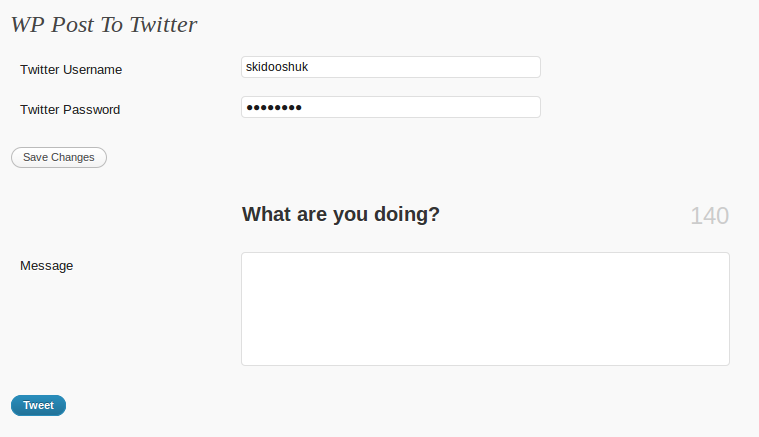 WP Post To Twitter
Twitter Username skidooshuk
Twitter Password ●●●●●●●●
Save Changes
What are you doing? 140
Message
Tweet